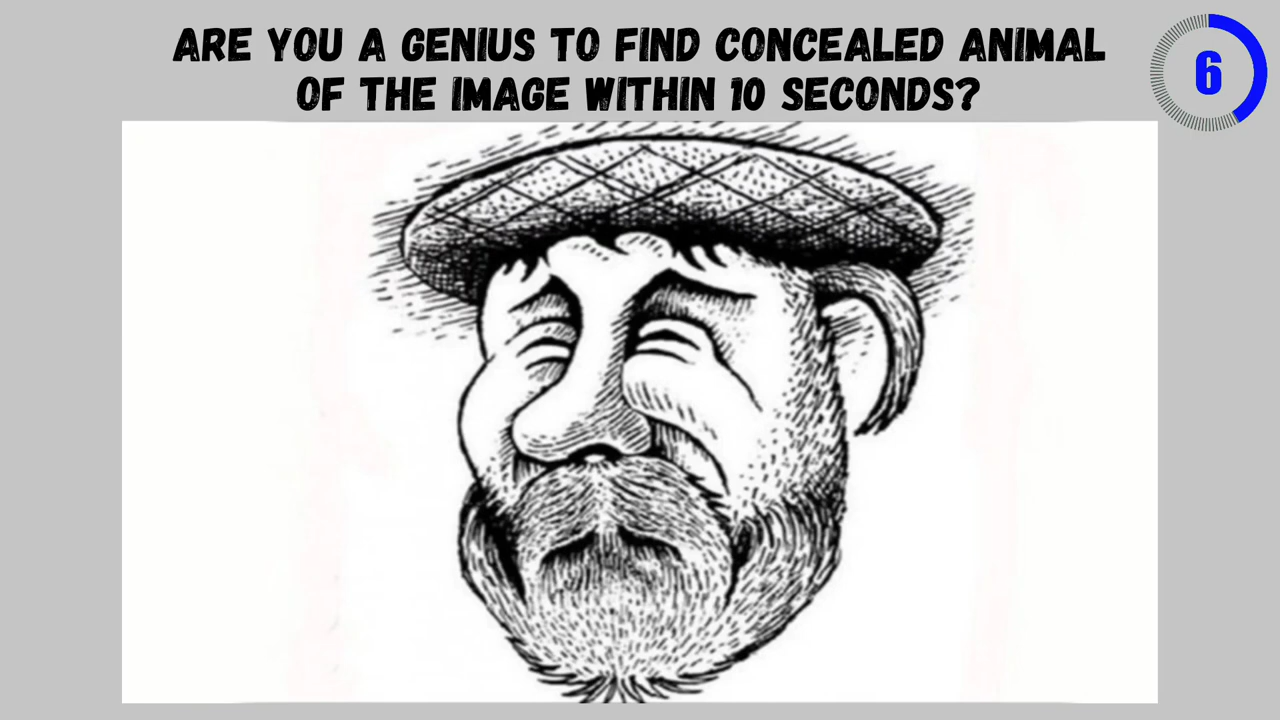 ARE YOU A GENIUS TO FIND CONCEALED ANIMAL
OF THE IMAGE WITHIN 10 SECONDS?
6